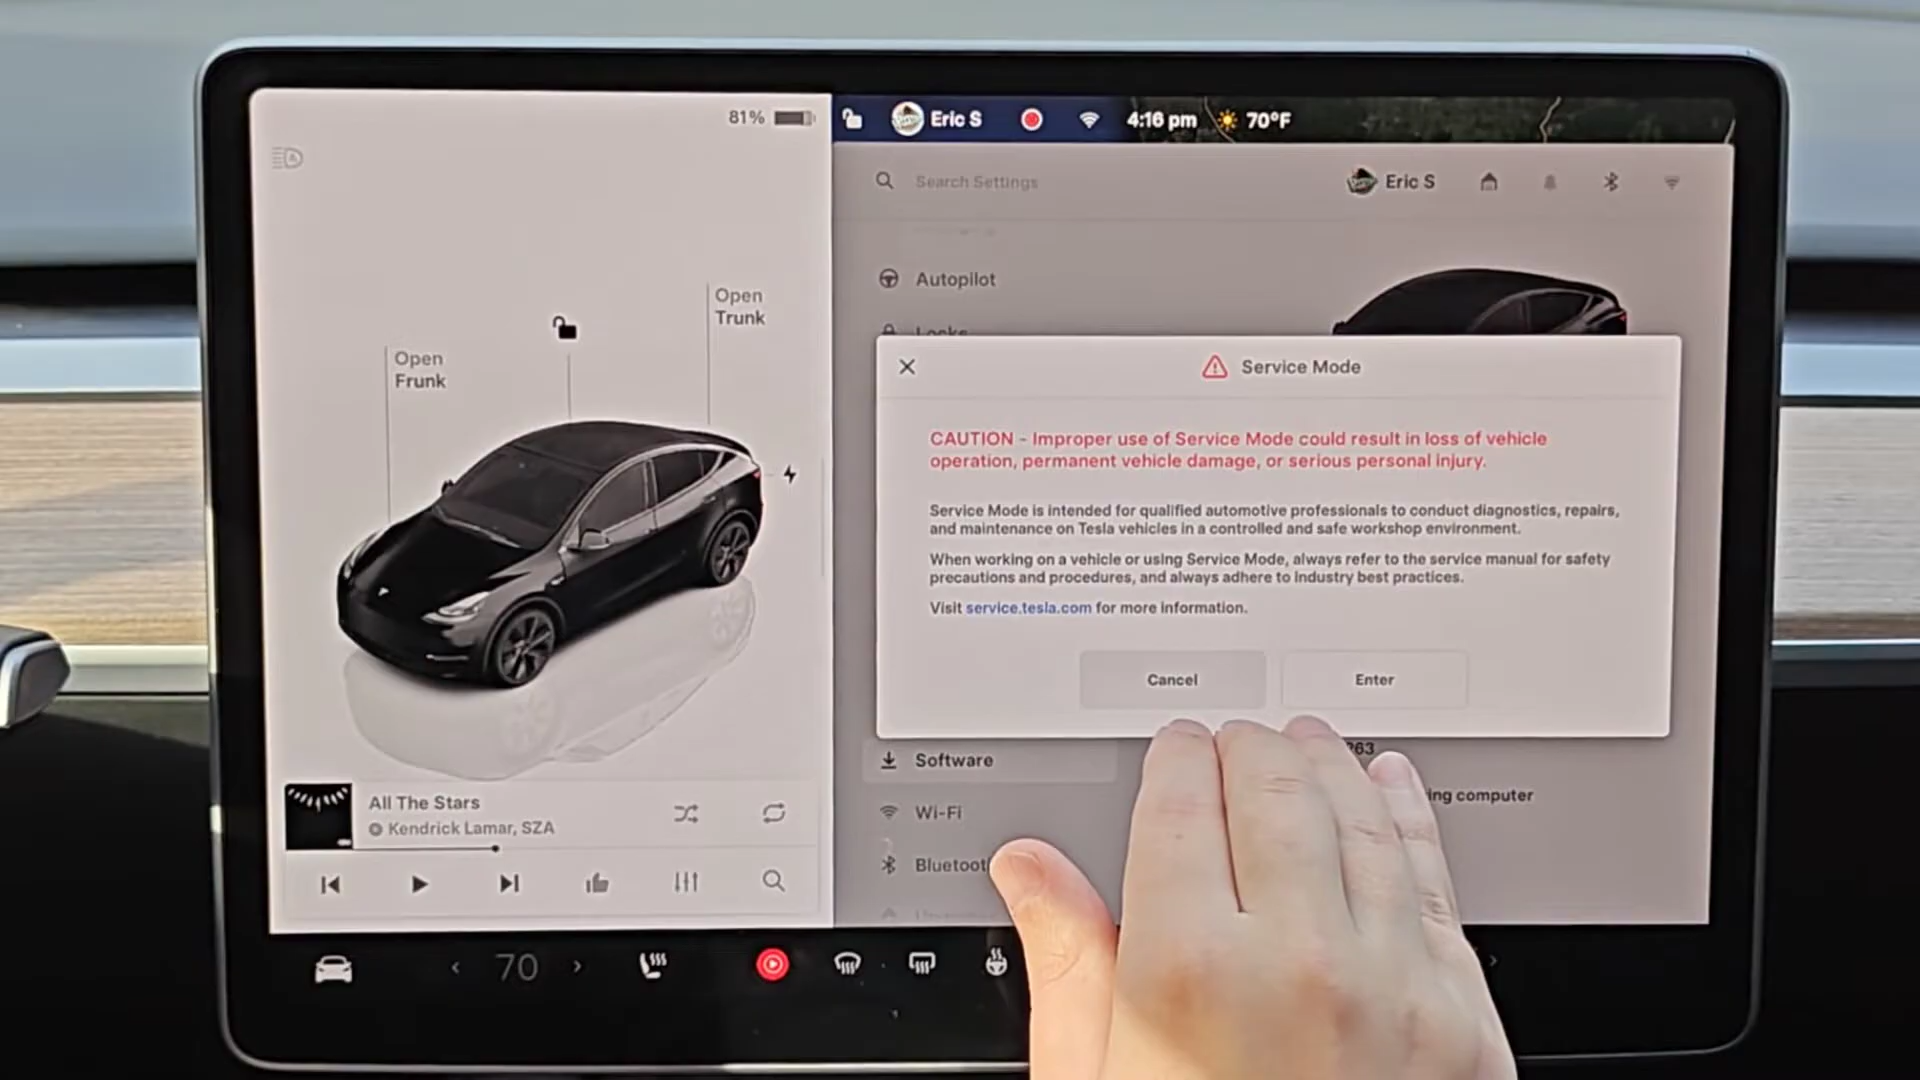 81%
Eric S
4:16 pm
70°F
Search Settings
Eric S
Autopilot
Locks
Open
Trunk
Open
Frunk
Service Mode
CAUTION - Improper use of Service Mode could result in loss of vehicle
operation, permanent vehicle damage, or serious personal injury.
Service Mode is intended for qualified automotive professionals to conduct diagnostics, repairs,
and maintenance on Tesla vehicles in a controlled and safe workshop environment.
When working on a vehicle or using Service Mode, always refer to the service manual for safety
precautions and procedures, and always adhere to industry best practices.
Visit service.tesla.com for more information.
Cancel
Enter
Software
Wi-Fi
computer
All The Stars
Kendrick Lamar, SZA
70